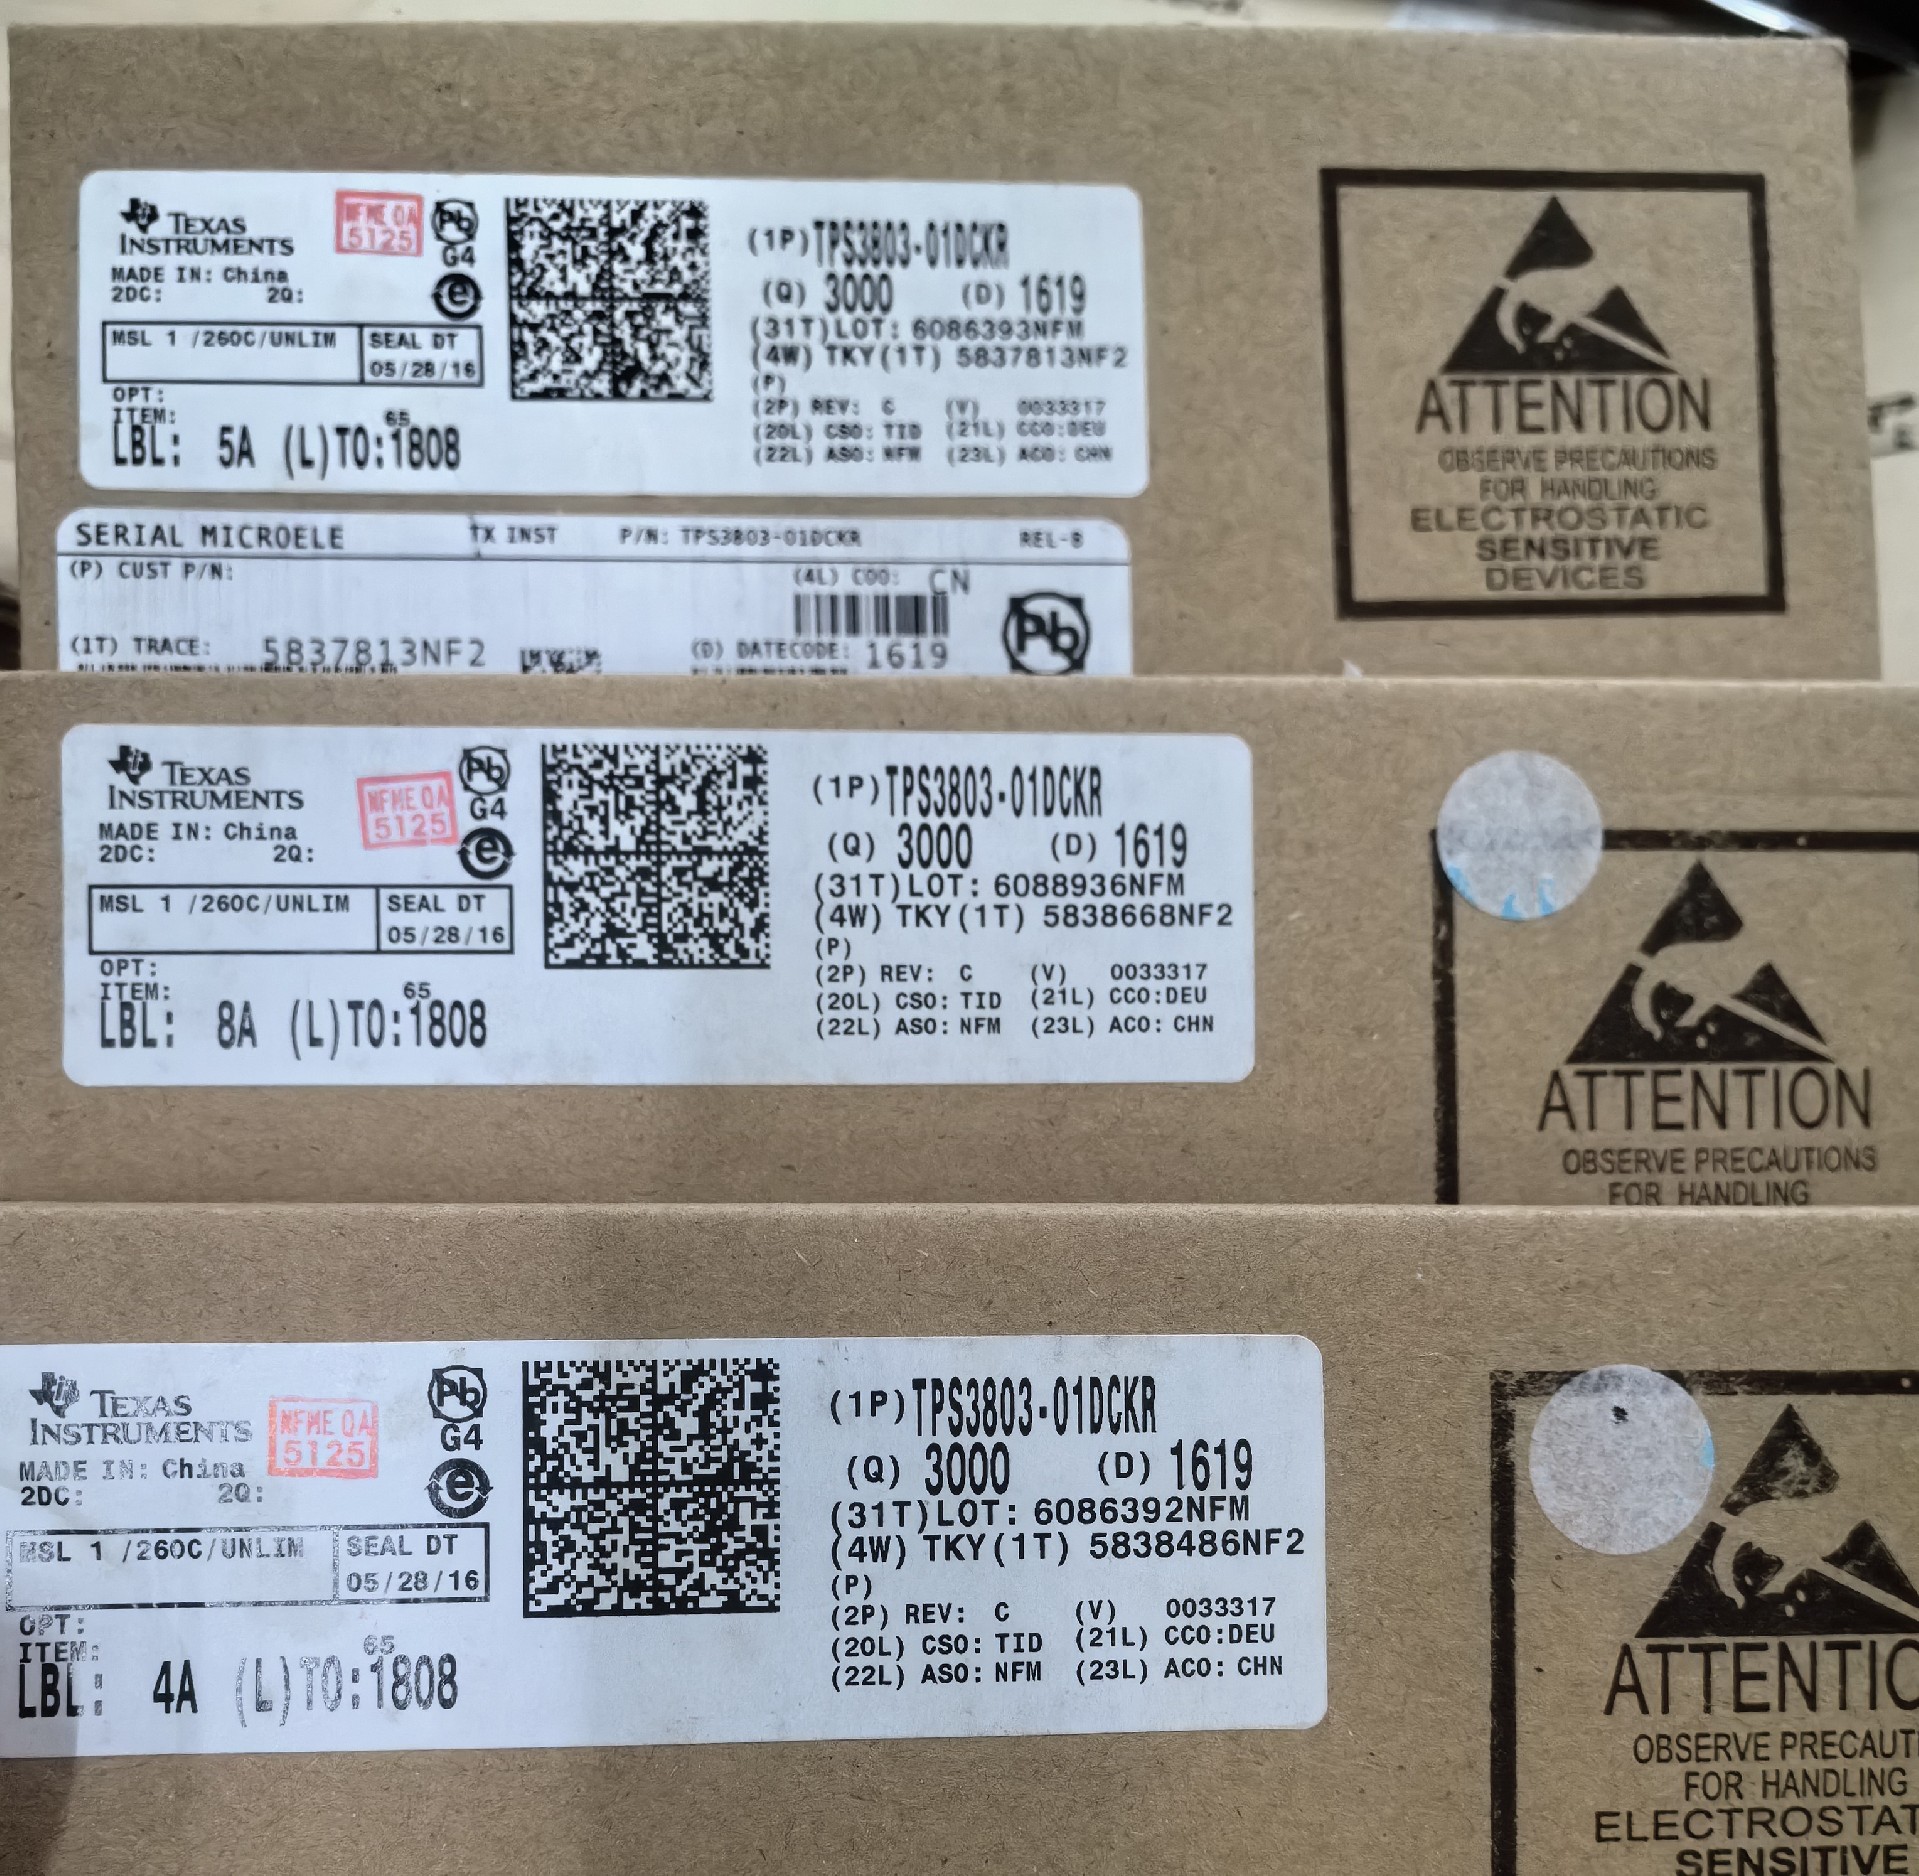 TEXAS
INSTRUMENTS
NFME QA
5125
Pb
G4
e
MADE IN: China
2DC: 2Q:
MSL 1 /260C/UNLIM
SEAL DT
05/28/16
OPT:
ITEM: 65
LBL: 5A (L)TO:1808
(1P)TPS3803-01DCKR
(Q) 3000 (D) 1619
(31T)LOT: 6086393NFM
(4W) TKY(1T) 5837813NF2
(P)
(2P) REV: C (V) 0033317
(20L) CSO: TID (21L) CCO:DEU
(22L) ASO: NFM (23L) ACO: CHN
ATTENTION
OBSERVE PRECAUTIONS
FOR HANDLING
ELECTROSTATIC
SENSITIVE
DEVICES
SERIAL MICROELE TX INST P/N: TPS3803-01DCKR REL-B
(P) CUST P/N:
(4L) COO: CN
Pb
(1T) TRACE: 5837813NF2
(D) DATECODE: 1619
TEXAS
INSTRUMENTS
NFME QA
5125
Pb
G4
e
MADE IN: China
2DC: 2Q:
MSL 1 /260C/UNLIM
SEAL DT
05/28/16
OPT:
ITEM: 65
LBL: 8A (L)TO:1808
(1P)TPS3803-01DCKR
(Q) 3000 (D) 1619
(31T)LOT: 6088936NFM
(4W) TKY(1T) 5838668NF2
(P)
(2P) REV: C (V) 0033317
(20L) CSO: TID (21L) CCO:DEU
(22L) ASO: NFM (23L) ACO: CHN
ATTENTION
OBSERVE PRECAUTIONS
FOR HANDLING
TEXAS
INSTRUMENTS
NFME QA
5125
Pb
G4
e
MADE IN: China
2DC: 2Q:
MSL 1 /260C/UNLIM
SEAL DT
05/28/16
OPT:
ITEM: 65
LBL: 4A (L)TO:1808
(1P)TPS3803-01DCKR
(Q) 3000 (D) 1619
(31T)LOT: 6086392NFM
(4W) TKY(1T) 5838486NF2
(P)
(2P) REV: C (V) 0033317
(20L) CSO: TID (21L) CCO:DEU
(22L) ASO: NFM (23L) ACO: CHN
ATTENTIO
OBSERVE PRECAUTI
FOR HANDLING
ELECTROSTAT
SENSITIVE